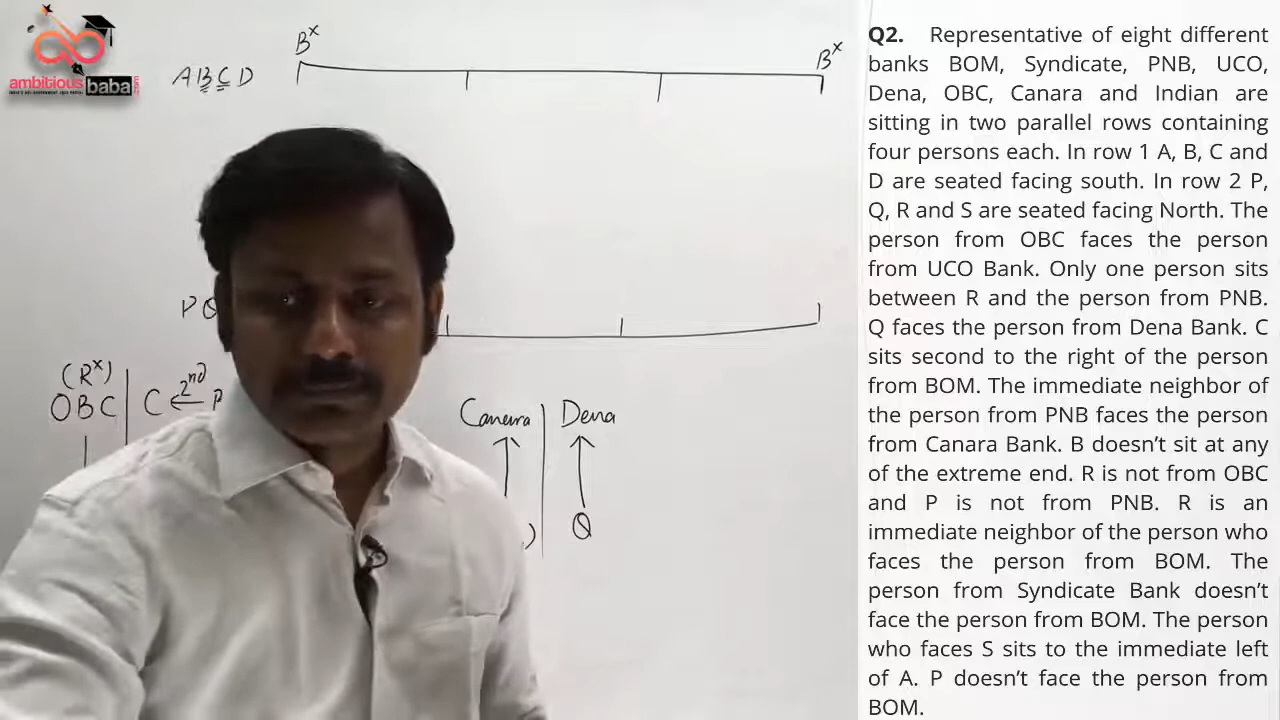 ambitiousbaba.com
A B C D
B×
B×
P Q
(R×)
OBC
C 2nd
Canara
Dena
Q
)
Q2. Representative of eight different
banks BOM, Syndicate, PNB, UCO,
Dena, OBC, Canara and Indian are
sitting in two parallel rows containing
four persons each. In row 1 A, B, C and
D are seated facing south. In row 2 P,
Q, R and S are seated facing North. The
person from OBC faces the person
from UCO Bank. Only one person sits
between R and the person from PNB.
Q faces the person from Dena Bank. C
sits second to the right of the person
from BOM. The immediate neighbor of
the person from PNB faces the person
from Canara Bank. B doesn't sit at any
of the extreme end. R is not from OBC
and P is not from PNB. R is an
immediate neighbor of the person who
faces the person from BOM. The
person from Syndicate Bank doesn't
face the person from BOM. The person
who faces S sits to the immediate left
of A. P doesn't face the person from
BOM.